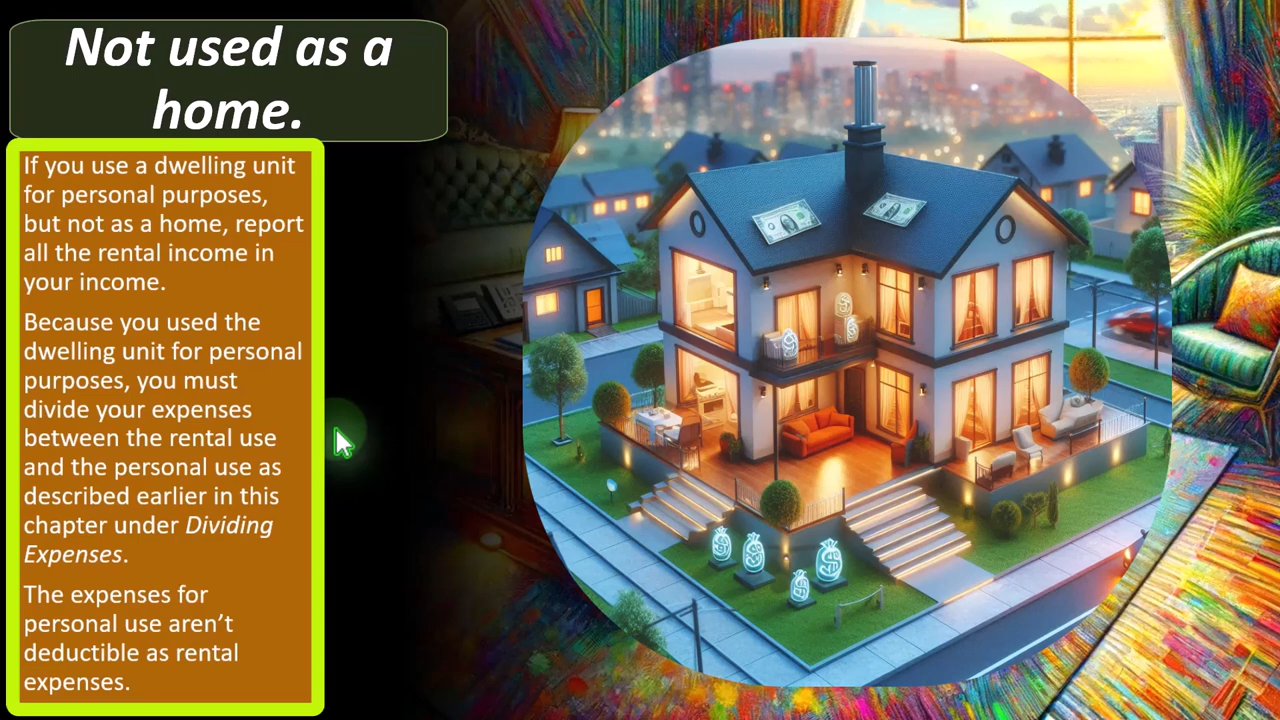 Not used as a
home.
If you use a dwelling unit
for personal purposes,
but not as a home, report
all the rental income in
your income.
Because you used the
dwelling unit for personal
purposes, you must
divide your expenses
between the rental use
and the personal use as
described earlier in this
chapter under Dividing
Expenses.
The expenses for
personal use aren’t
deductible as rental
expenses.